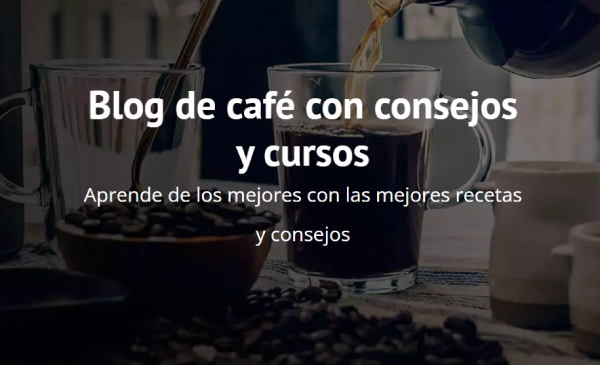 Blog de café con consejos
y cursos
Aprende de los mejores con las mejores recetas
y consejos